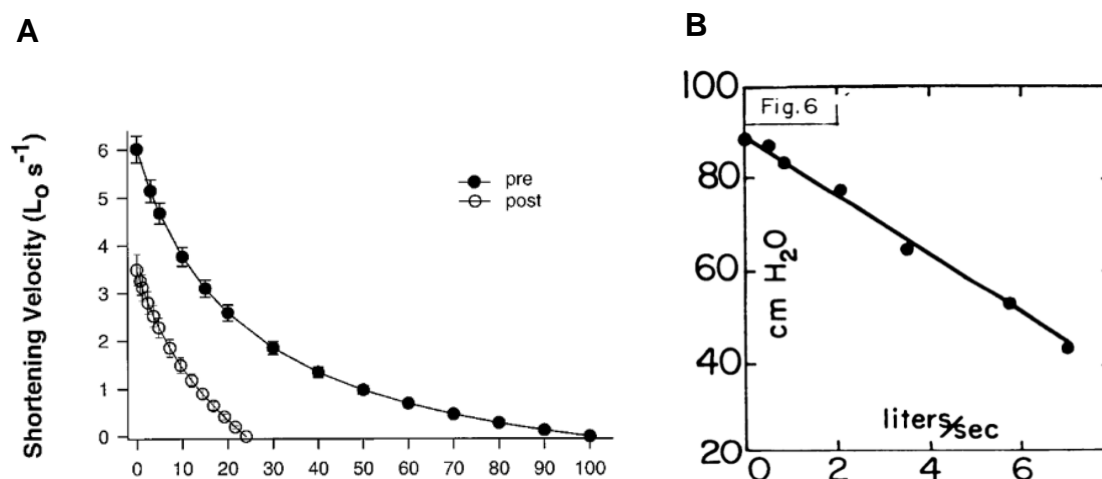 A
Shortening Velocity (Lo s⁻¹)
6
5
4
3
2
1
0
pre
post
0 10 20 30 40 50 60 70 80 90 100
B
100
80
60
40
20
Fig.6
cm H₂O
liters/sec
0 2 4 6